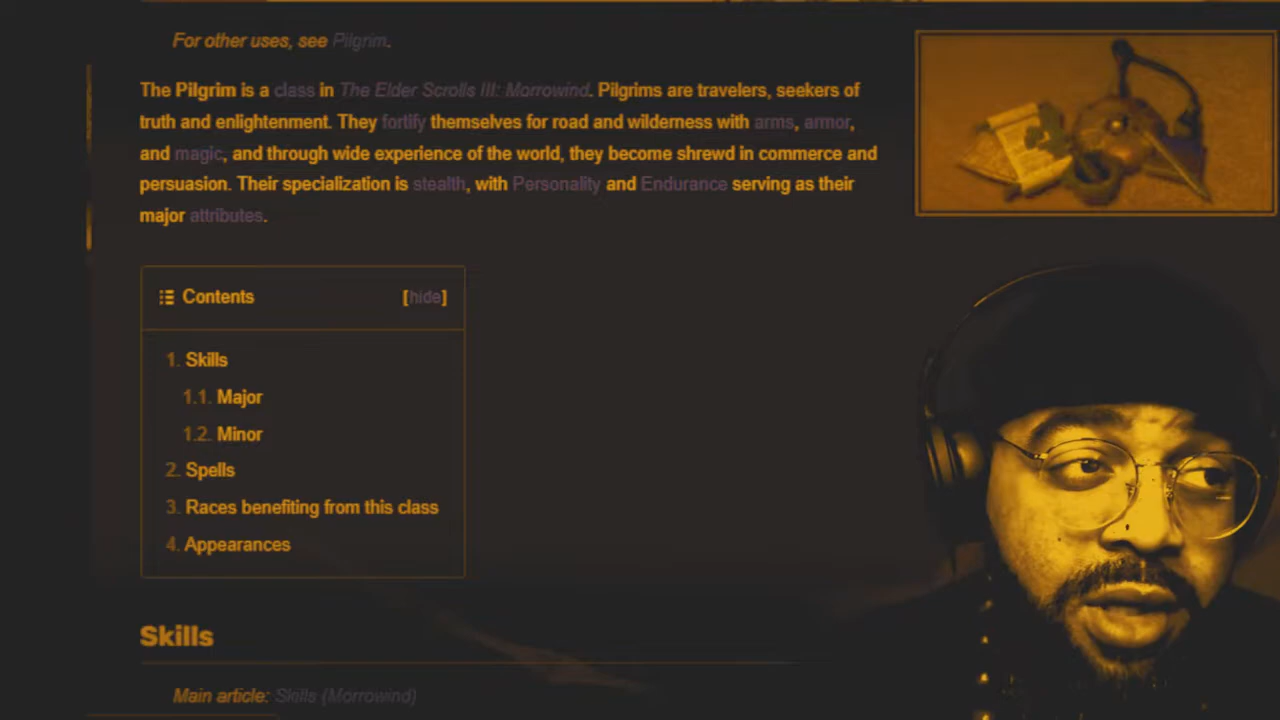 For other uses, see Pilgrim.
The Pilgrim is a class in The Elder Scrolls III: Morrowind. Pilgrims are travelers, seekers of
truth and enlightenment. They fortify themselves for road and wilderness with arms, armor,
and magic, and through wide experience of the world, they become shrewd in commerce and
persuasion. Their specialization is stealth, with Personality and Endurance serving as their
major attributes.
Contents [hide]
1. Skills
1.1. Major
1.2. Minor
2. Spells
3. Races benefiting from this class
4. Appearances
Skills
Main article: Skills (Morrowind)